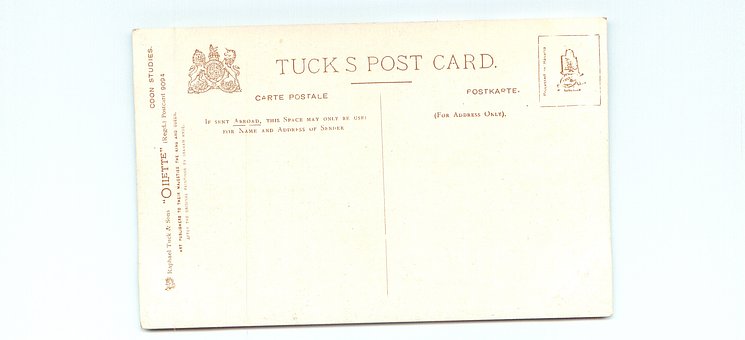 TUCK'S POST CARD.
CARTE POSTALE
POSTKARTE.
IF SENT ABROAD, THIS SPACE MAY ONLY BE USED
FOR NAME AND ADDRESS OF SENDER
(FOR ADDRESS ONLY).
COON STUDIES.
Raphael Tuck & Sons "OILETTE" (Regd.) Postcard 9094
ART PUBLISHERS TO THEIR MAJESTIES THE KING AND QUEEN.